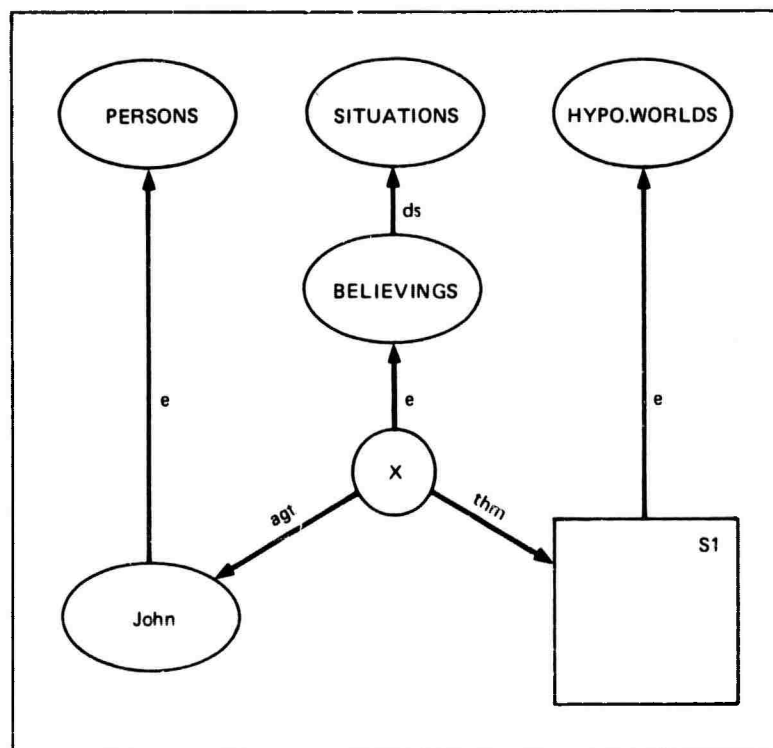 PERSONS
SITUATIONS
HYPO.WORLDS
ds
BELIEVINGS
e
e
e
X
agt
thm
S1
John